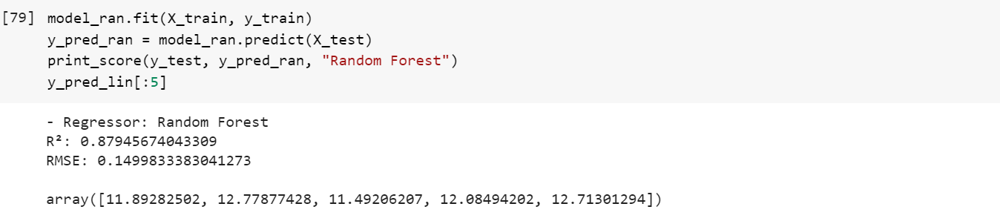 [79] model_ran.fit(X_train, y_train)
y_pred_ran = model_ran.predict(X_test)
print_score(y_test, y_pred_ran, "Random Forest")
y_pred_lin[:5]
- Regressor: Random Forest
R²: 0.87945674043309
RMSE: 0.1499833383041273
array([11.89282502, 12.77877428, 11.49206207, 12.08494202, 12.71301294])